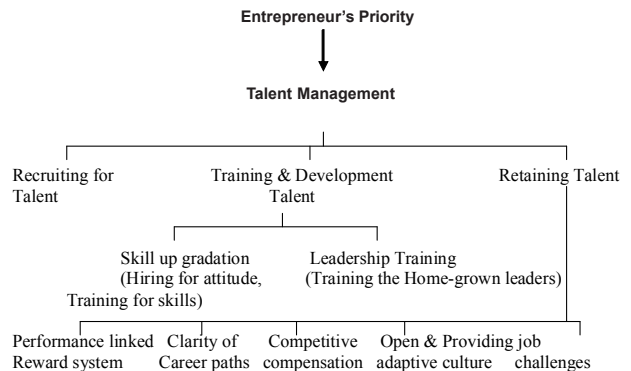 Entrepreneur's Priority
Talent Management
Recruiting for Talent
Training & Development Talent
Retaining Talent
Skill up gradation
(Hiring for attitude,
Training for skills)
Leadership Training
(Training the Home-grown leaders)
Performance linked
Reward system
Clarity of
Career paths
Competitive
compensation
Open &
adaptive culture
Providing job
challenges